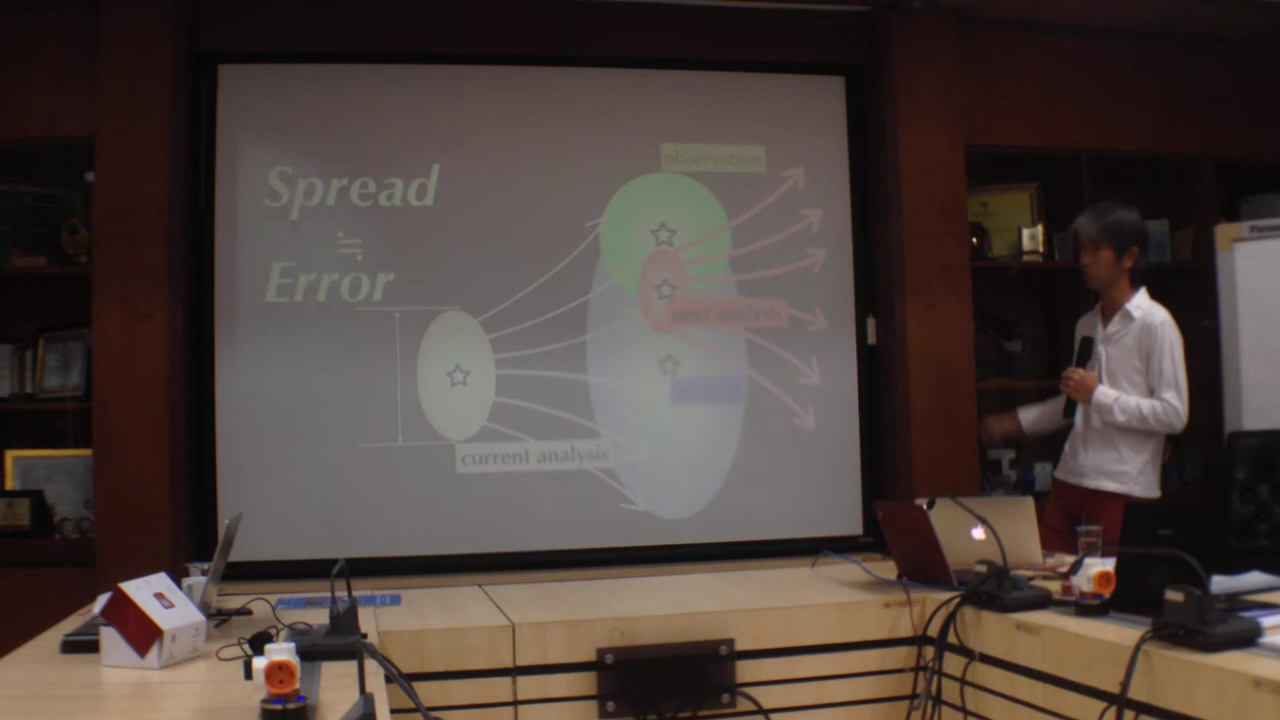 Spread
≒
Error
observation
next analysis
current analysis